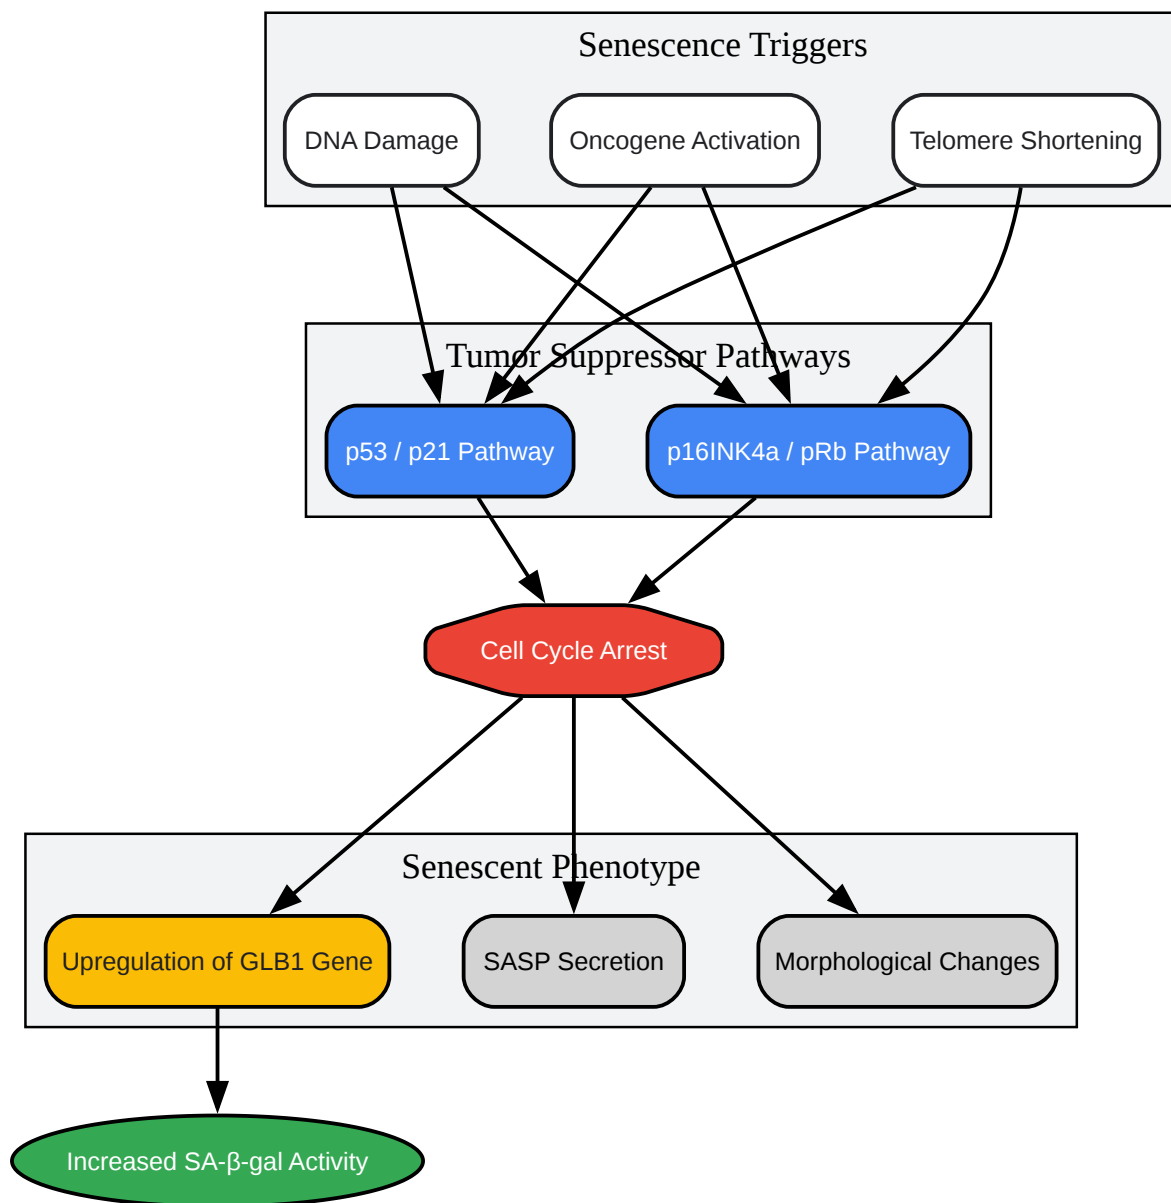 Senescence Triggers
DNA Damage
Oncogene Activation
Telomere Shortening
Tumor Suppressor Pathways
p53 / p21 Pathway
p16INK4a / pRb Pathway
Cell Cycle Arrest
Senescent Phenotype
Upregulation of GLB1 Gene
SASP Secretion
Morphological Changes
Increased SA-β-gal Activity